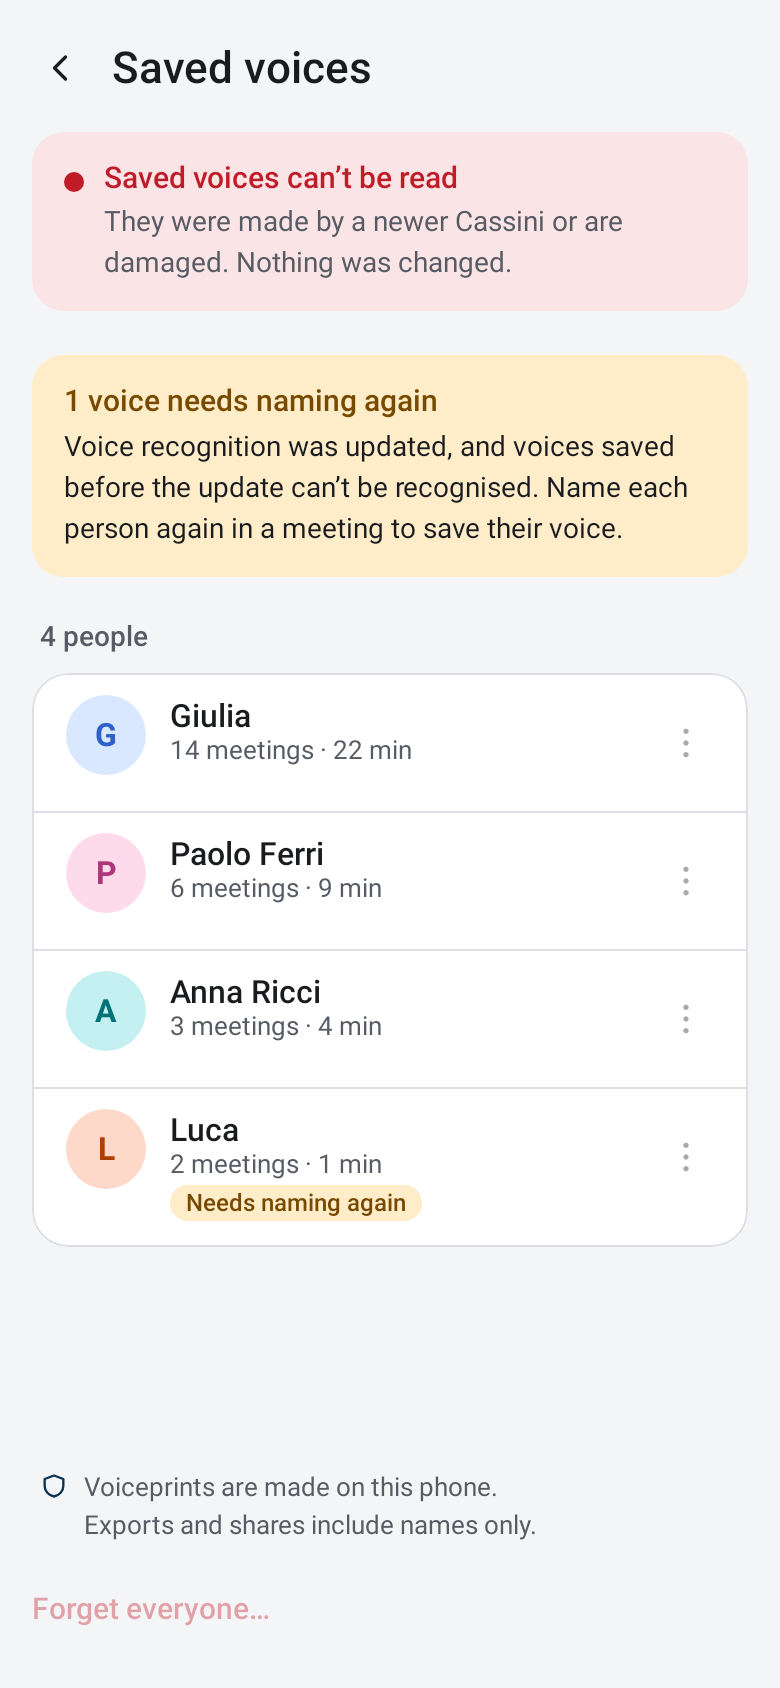 Saved voices
Saved voices can’t be read
They were made by a newer Cassini or are
damaged. Nothing was changed.
1 voice needs naming again
Voice recognition was updated, and voices saved
before the update can’t be recognised. Name each
person again in a meeting to save their voice.
4 people
G
Giulia
14 meetings · 22 min
P
Paolo Ferri
6 meetings · 9 min
A
Anna Ricci
3 meetings · 4 min
L
Luca
2 meetings · 1 min
Needs naming again
Voiceprints are made on this phone.
Exports and shares include names only.
Forget everyone…